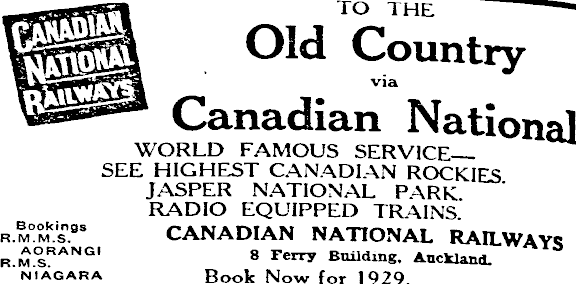 CANADIAN
NATIONAL
RAILWAYS
TO THE
Old Country
via
Canadian National
WORLD FAMOUS SERVICE—
SEE HIGHEST CANADIAN ROCKIES.
JASPER NATIONAL PARK.
RADIO EQUIPPED TRAINS.
Bookings
R.M.M.S.
AORANGI
R.M.S.
NIAGARA
CANADIAN NATIONAL RAILWAYS
8 Ferry Building, Auckland.
Book Now for 1929.